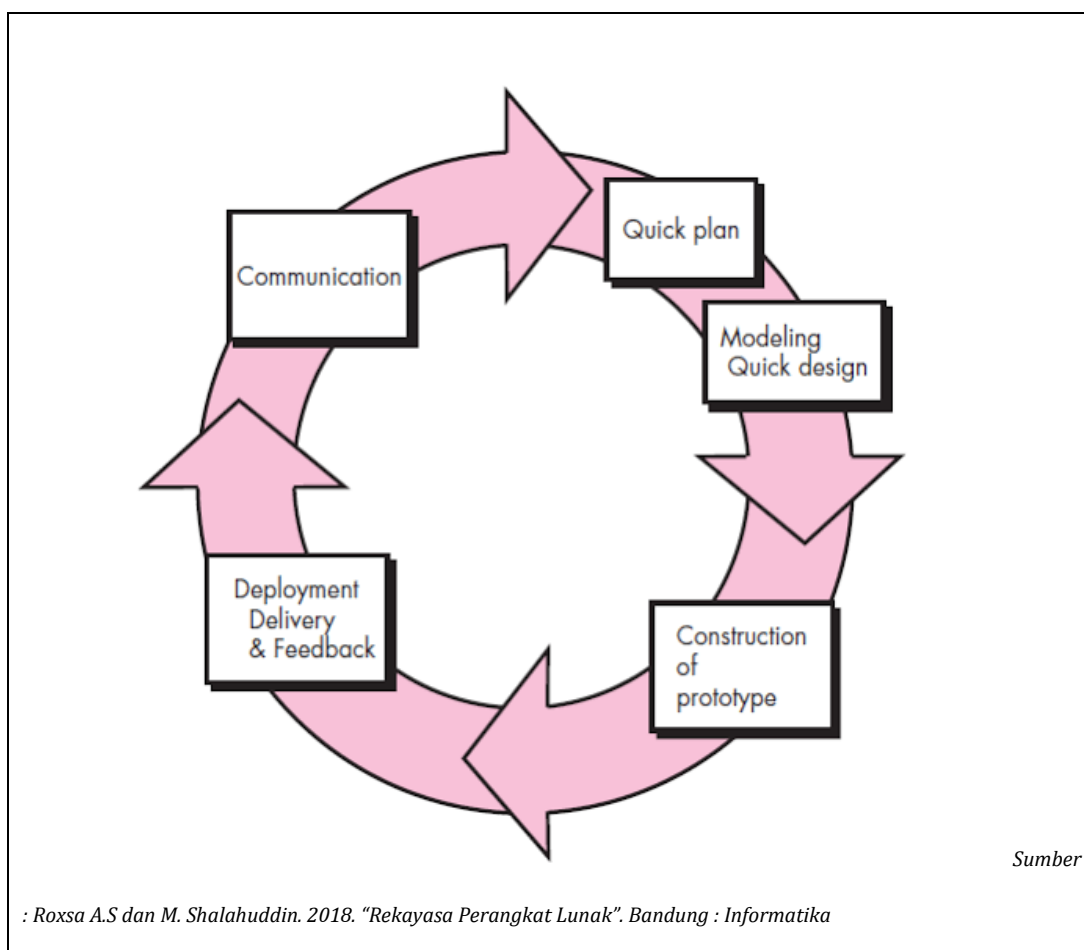 Communication
Quick plan
Modeling
Quick design
Construction
of
prototype
Deployment
Delivery
& Feedback
Sumber
: Roxsa A.S dan M. Shalahuddin. 2018. “Rekayasa Perangkat Lunak”. Bandung : Informatika